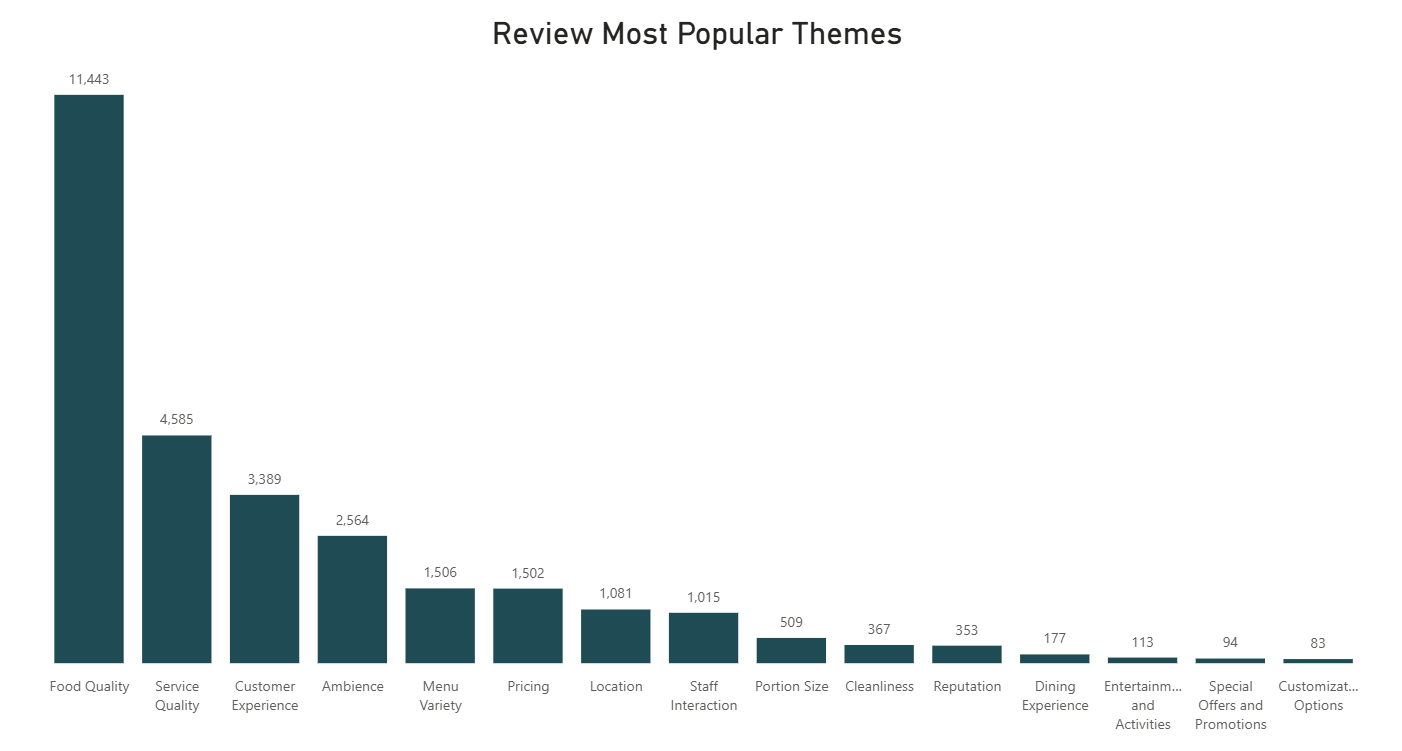 Review Most Popular Themes
11,443
4,585
3,389
2,564
1,506
1,502
1,081
1,015
509
367
353
177
113
94
83
Food Quality
Service
Quality
Customer
Experience
Ambience
Menu
Variety
Pricing
Location
Staff
Interaction
Portion Size
Cleanliness
Reputation
Dining
Experience
Entertainm...
and
Activities
Special
Offers and
Promotions
Customizat...
Options